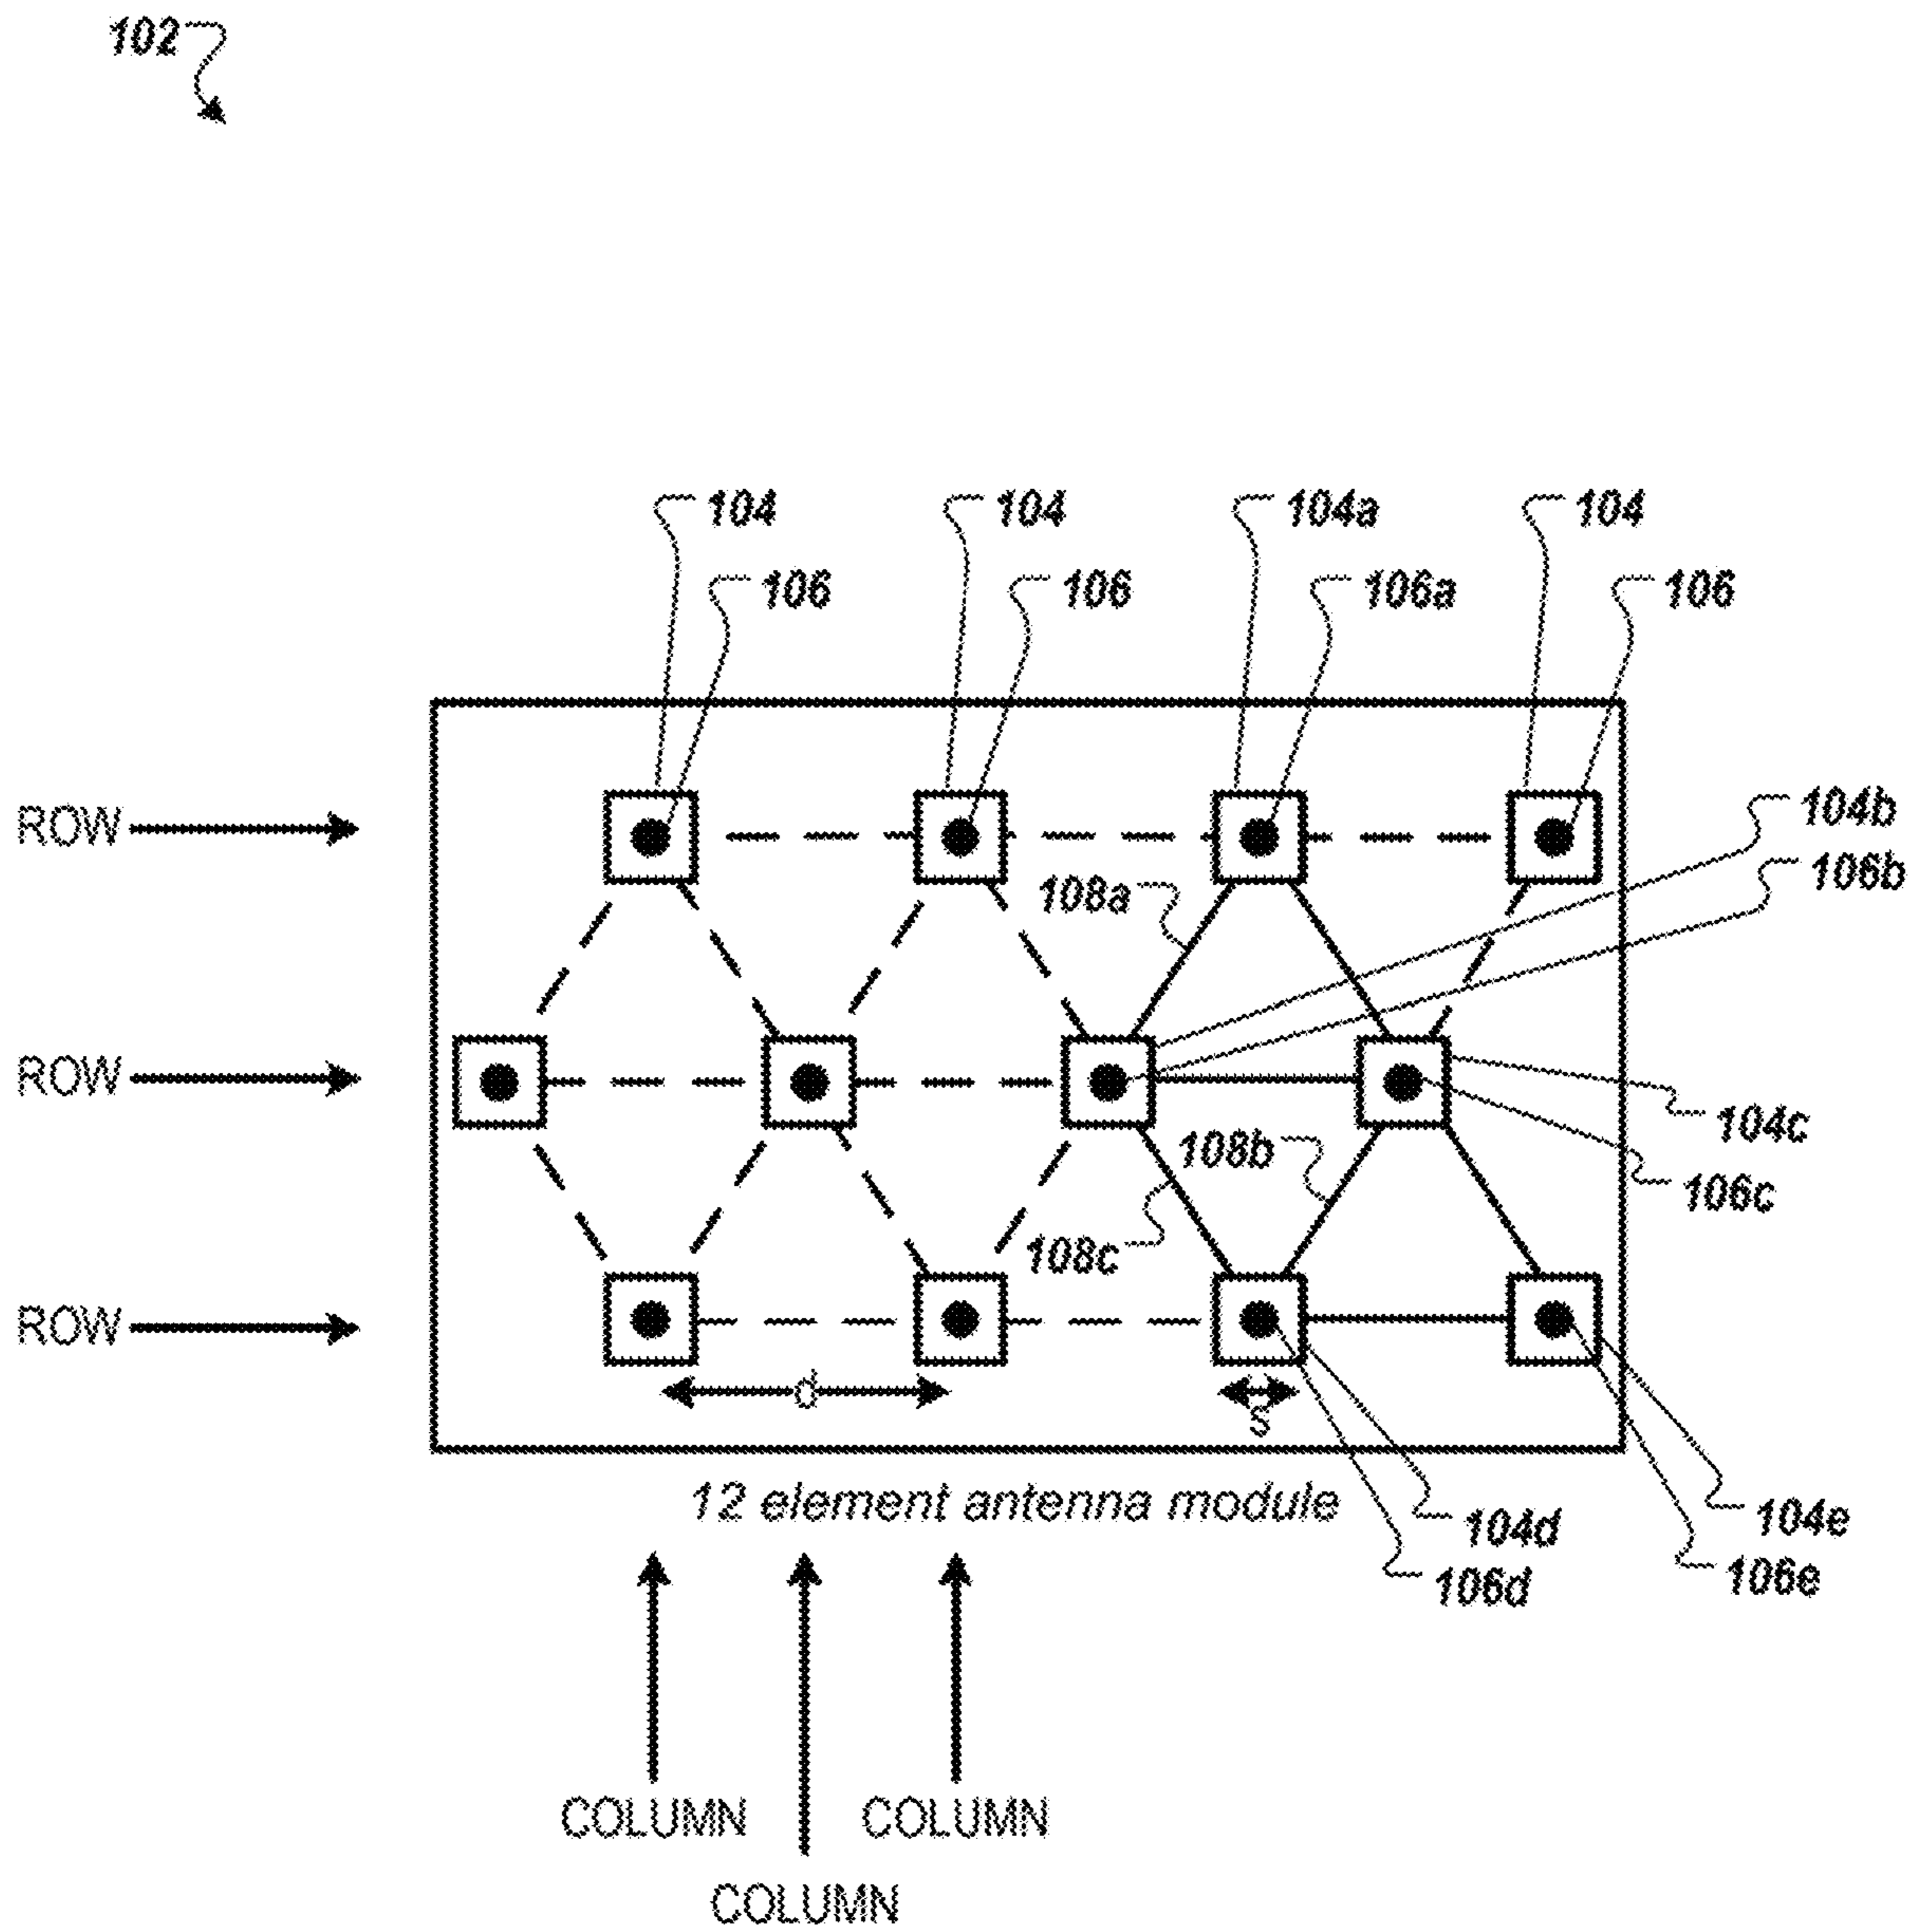 102
104 104 104a 104
106 106 106a 106
ROW
104b
106b
108a
ROW
104c
108b
106c
108c
ROW
d
s
12 element antenna module
104d 104e
106d 106e
COLUMN COLUMN
COLUMN